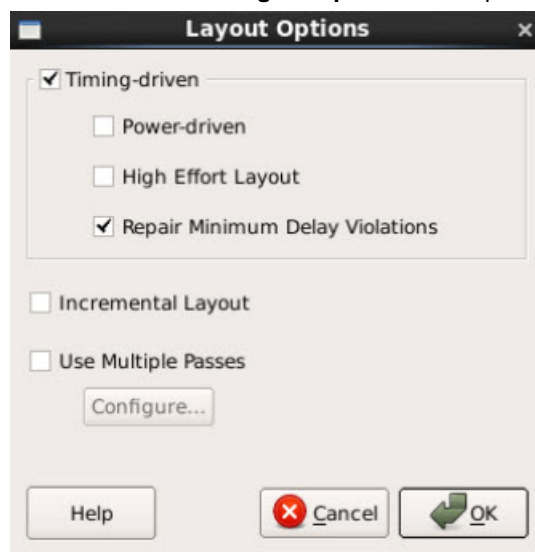 Layout Options
Timing-driven
Power-driven
High Effort Layout
Repair Minimum Delay Violations
Incremental Layout
Use Multiple Passes
Configure...
Help
Cancel
OK